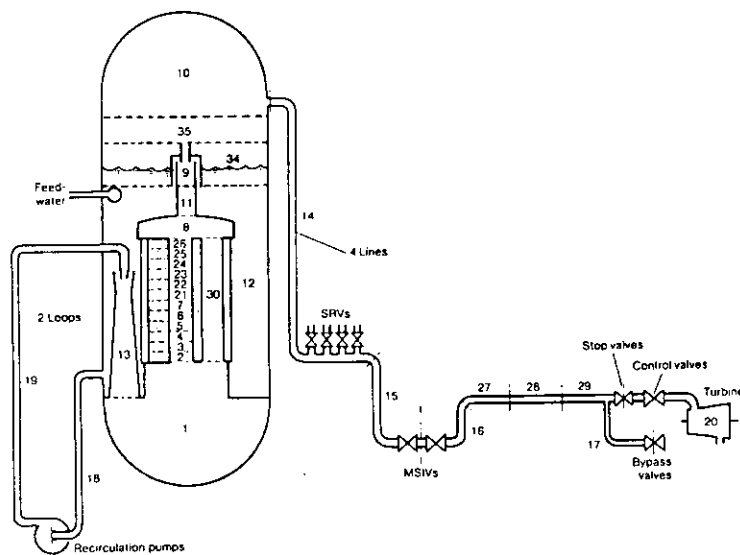 10
35
34
9
Feed-
water
11
8
14
4 Lines
26
25
24
23
22
21
7
6
5
4
3
2
30
12
2 Loops
13
SRVs
19
15
27
28
29
Stop valves
Control valves
Turbine
20
16
17
MSIVs
Bypass
valves
1
18
Recirculation pumps